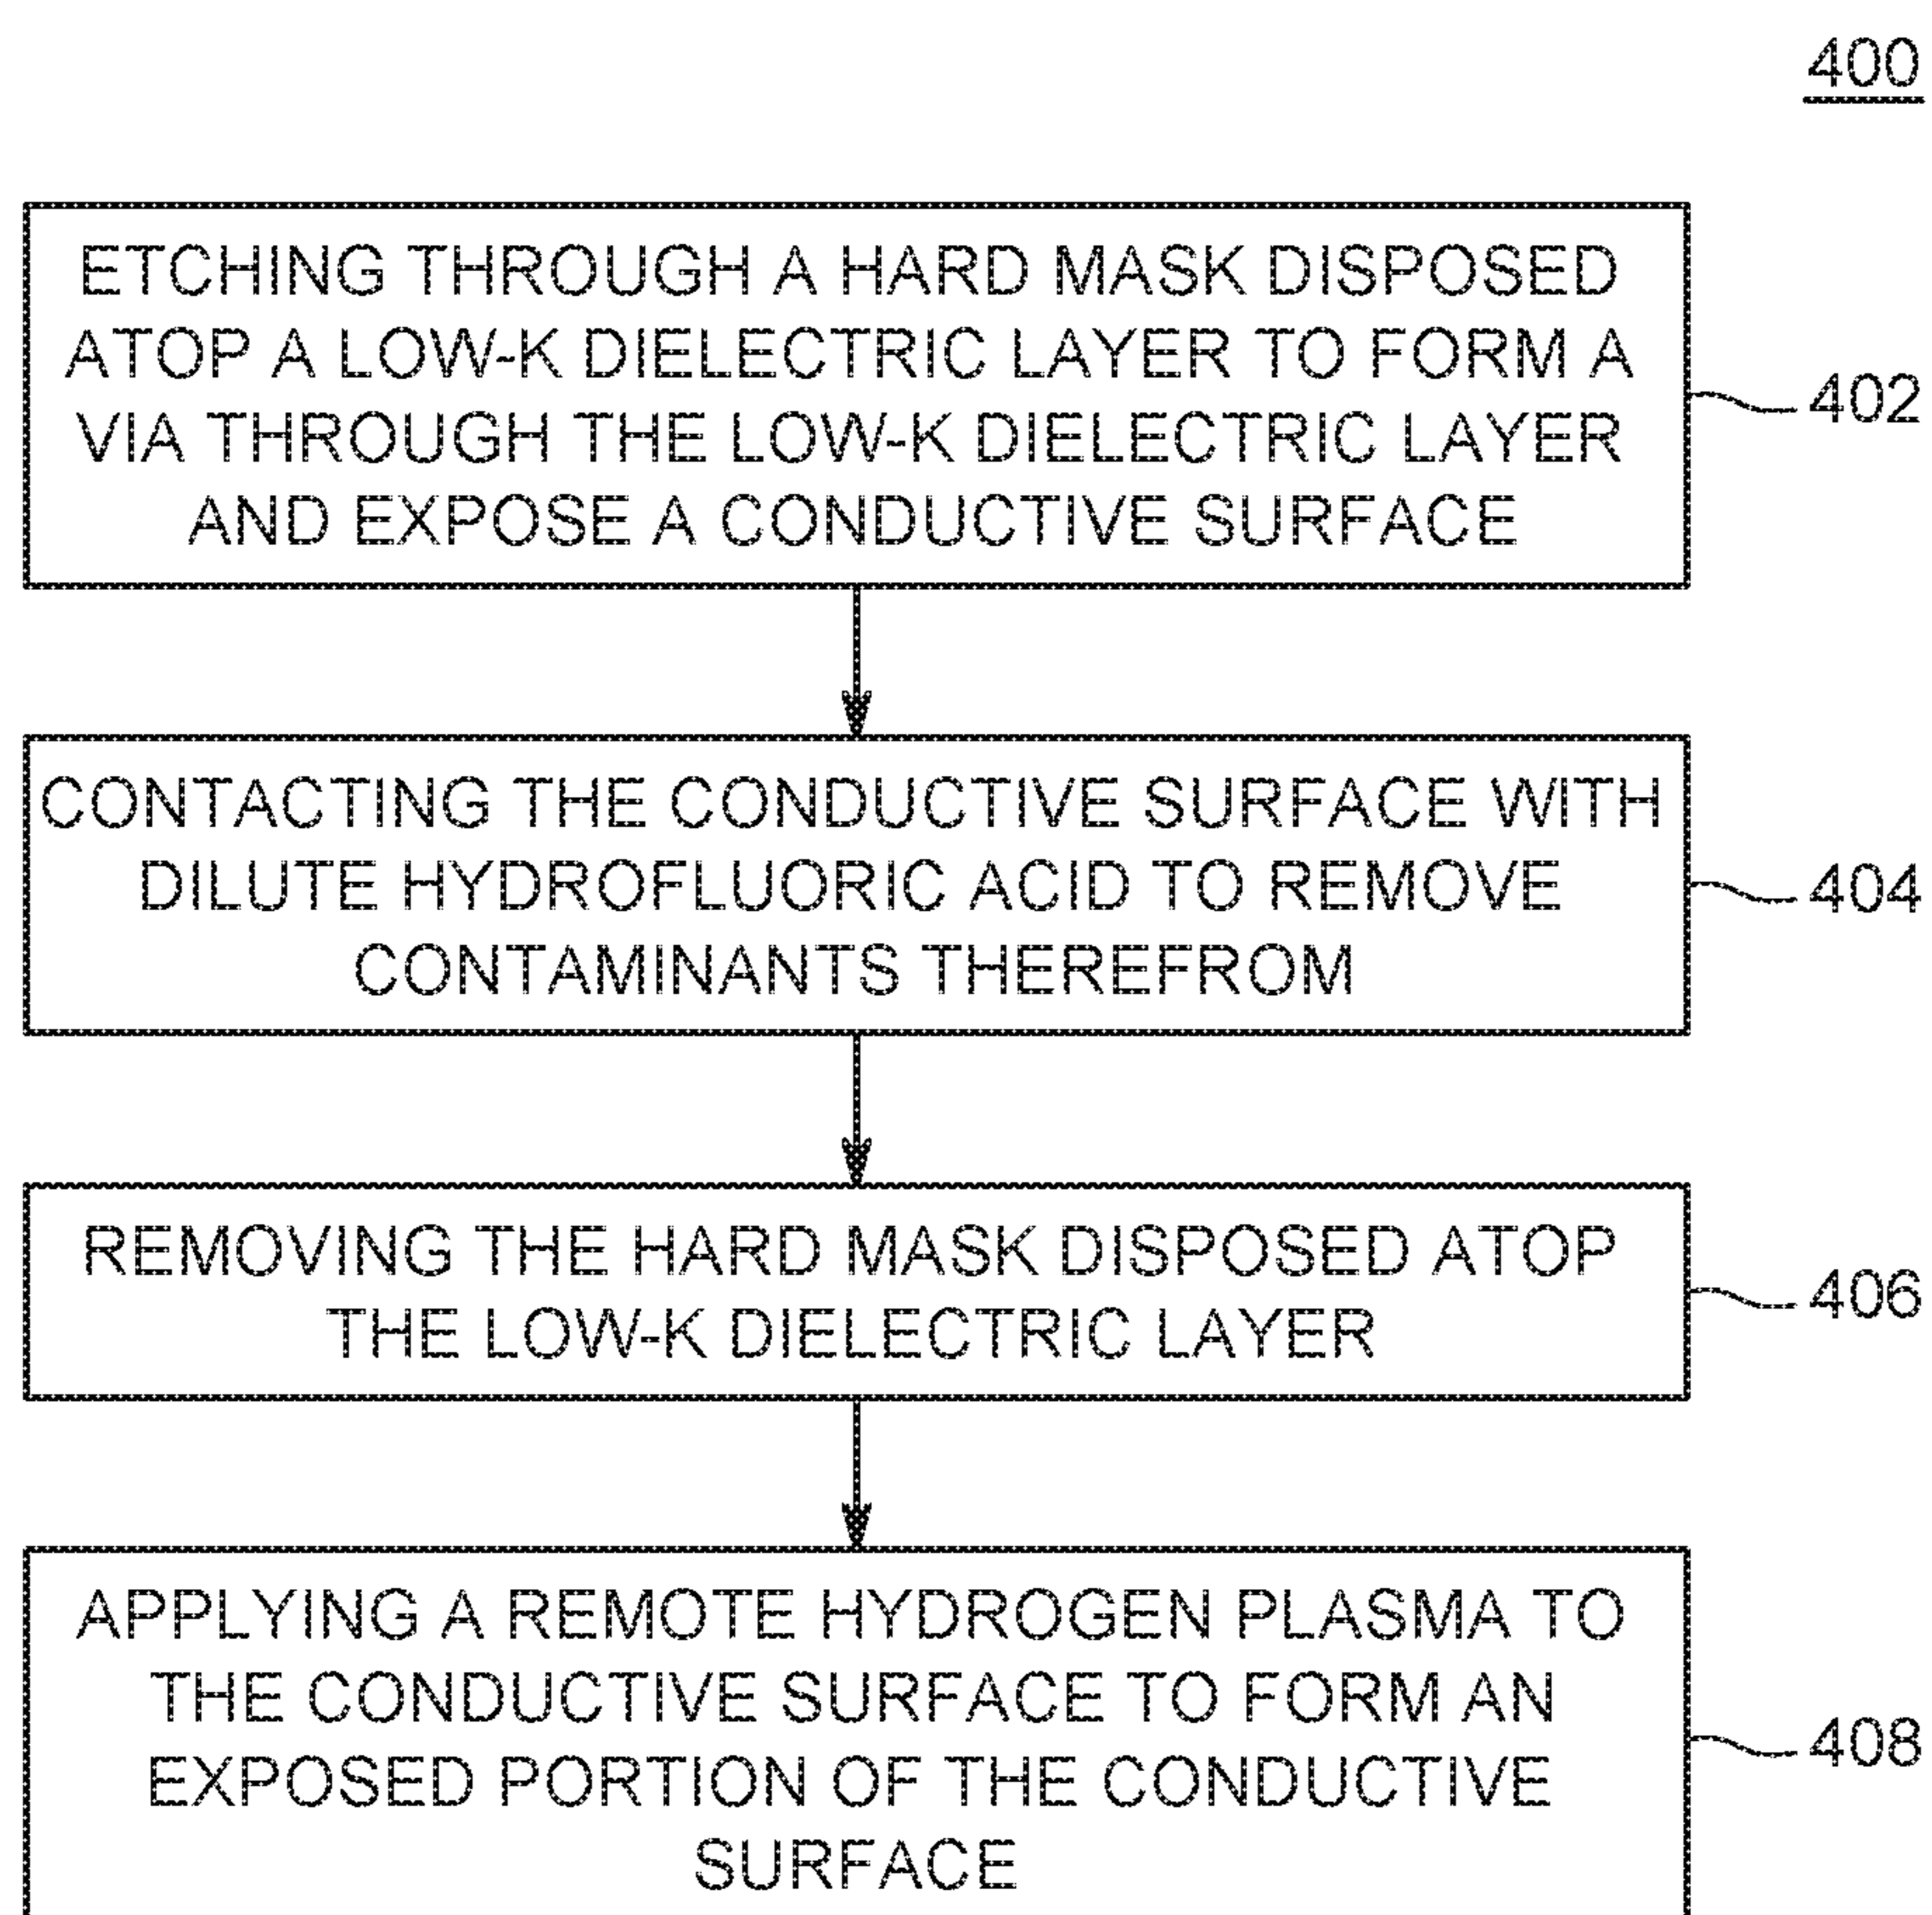 400
ETCHING THROUGH A HARD MASK DISPOSED
ATOP A LOW-K DIELECTRIC LAYER TO FORM A
VIA THROUGH THE LOW-K DIELECTRIC LAYER
AND EXPOSE A CONDUCTIVE SURFACE
402
CONTACTING THE CONDUCTIVE SURFACE WITH
DILUTE HYDROFLUORIC ACID TO REMOVE
CONTAMINANTS THEREFROM
404
REMOVING THE HARD MASK DISPOSED ATOP
THE LOW-K DIELECTRIC LAYER
406
APPLYING A REMOTE HYDROGEN PLASMA TO
THE CONDUCTIVE SURFACE TO FORM AN
EXPOSED PORTION OF THE CONDUCTIVE
SURFACE
408